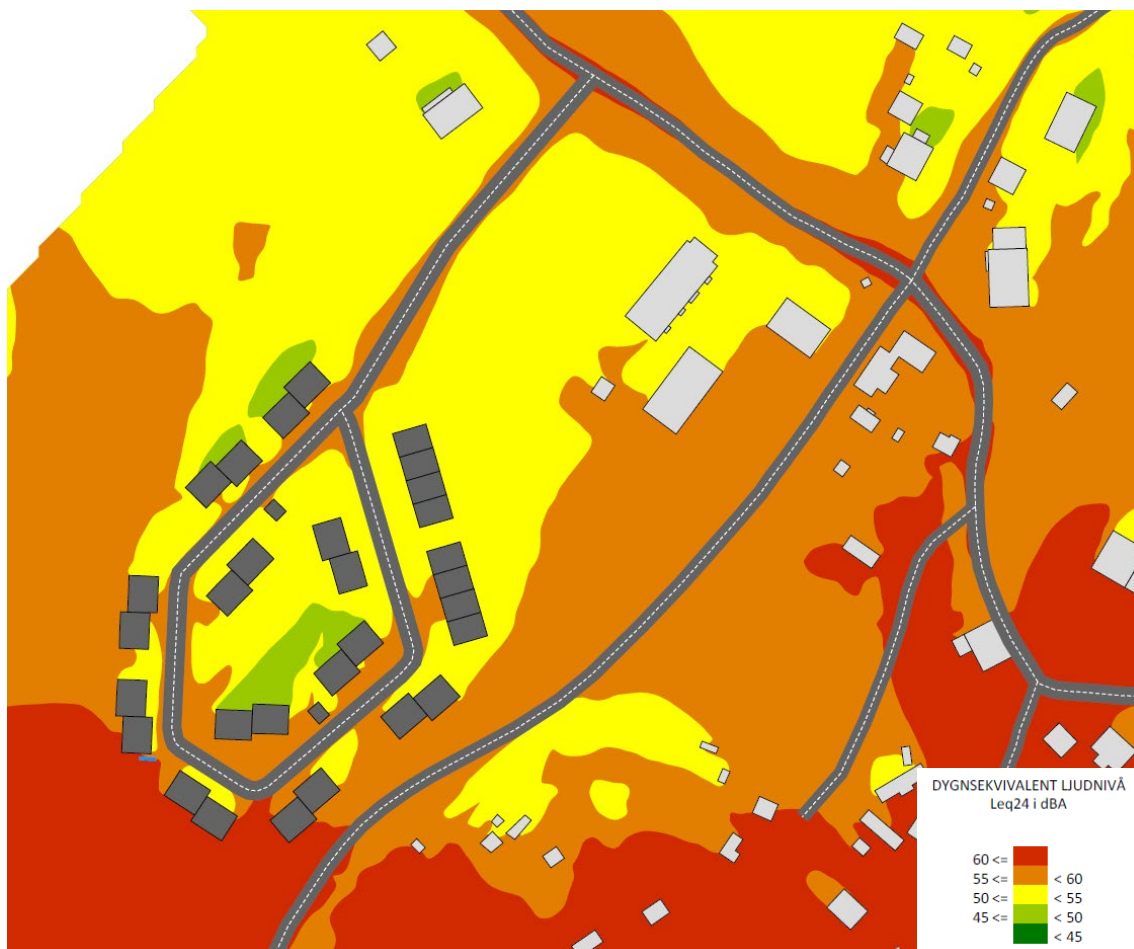 DYGNSEKVIVALENT LJUDNIVÅ
Leq24 i dBA
60 <=
55 <= < 60
50 <= < 55
45 <= < 50
< 45